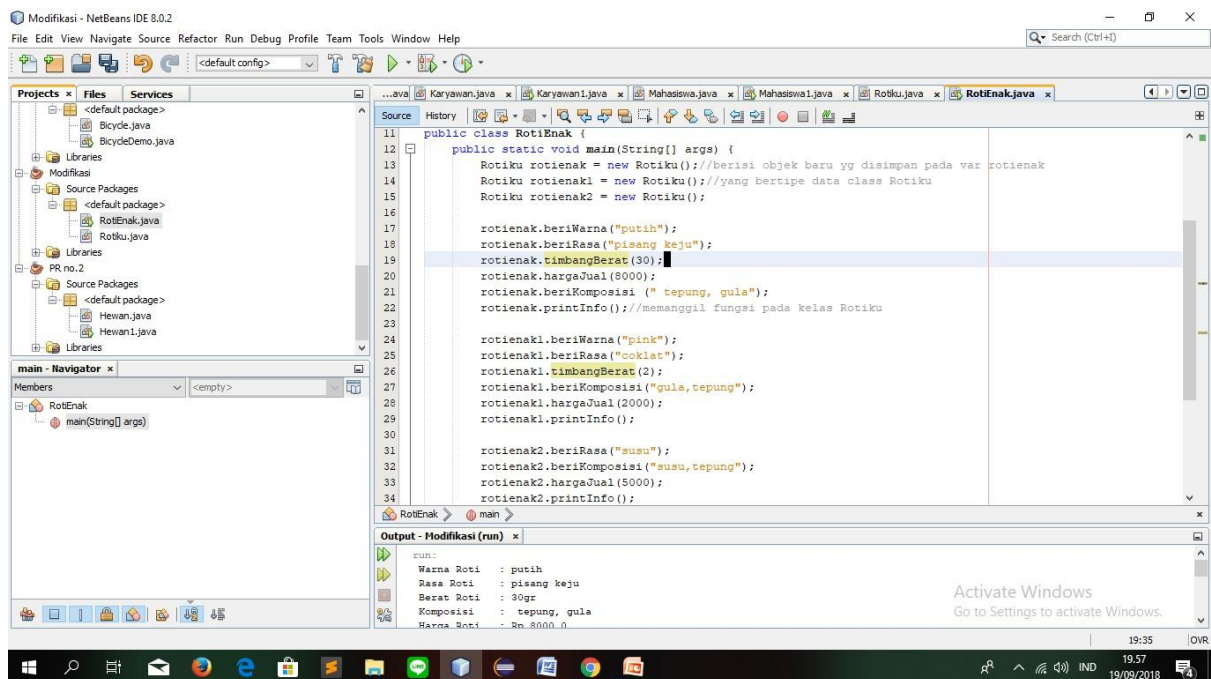 Modifikasi - NetBeans IDE 8.0.2
File Edit View Navigate Source Refactor Run Debug Profile Team Tools Window Help
Search (Ctrl+I)
<default config>
Projects Files Services
<default package>
Bicycle.java
BicycleDemo.java
Libraries
Modifikasi
Source Packages
<default package>
RotiEnak.java
Rotiku.java
Libraries
PR no.2
Source Packages
<default package>
Hewan.java
Hewan1.java
Libraries
main - Navigator
Members <empty>
RotiEnak
main(String[] args)
...ava Karyawan.java Karyawan1.java Mahasiswa.java Mahasiswa1.java Rotiku.java RotiEnak.java
Source History
11 public class RotiEnak {
12 public static void main(String[] args) {
13 Rotiku rotienak = new Rotiku();//berisi objek baru yg disimpan pada var rotienak
14 Rotiku rotienak1 = new Rotiku();//yang bertipe data class Rotiku
15 Rotiku rotienak2 = new Rotiku();
16
17 rotienak.beriWarna("putih");
18 rotienak.beriRasa("pisang keju");
19 rotienak.timbangBerat(30);
20 rotienak.hargaJual(8000);
21 rotienak.beriKomposisi (" tepung, gula");
22 rotienak.printInfo();//memanggil fungsi pada kelas Rotiku
23
24 rotienak1.beriWarna("pink");
25 rotienak1.beriRasa("coklat");
26 rotienak1.timbangBerat(2);
27 rotienak1.beriKomposisi("gula,tepung");
28 rotienak1.hargaJual(2000);
29 rotienak1.printInfo();
30
31 rotienak2.beriRasa("susu");
32 rotienak2.beriKomposisi("susu,tepung");
33 rotienak2.hargaJual(5000);
34 rotienak2.printInfo();
RotiEnak main
Output - Modifikasi (run)
run:
Warna Roti : putih
Rasa Roti : pisang keju
Berat Roti : 30gr
Komposisi : tepung, gula
Harga Roti : Rp 8000.0
Activate Windows
Go to Settings to activate Windows.
19:35 OVR
IND
19.57
19/09/2018
4